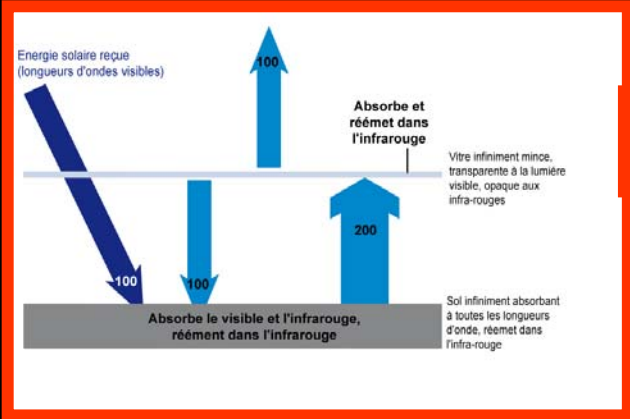 Energie solaire reçue
(longueurs d'ondes visibles)
100
Absorbe et
réémet dans
l'infrarouge
Vitre infiniment mince,
transparente à la lumière
visible, opaque aux
infra-rouges
200
100
100
Sol infiniment absorbant
à toutes les longueurs
d'onde, réemet dans
l'infra-rouge
Absorbe le visible et l'infrarouge,
réément dans l'infrarouge